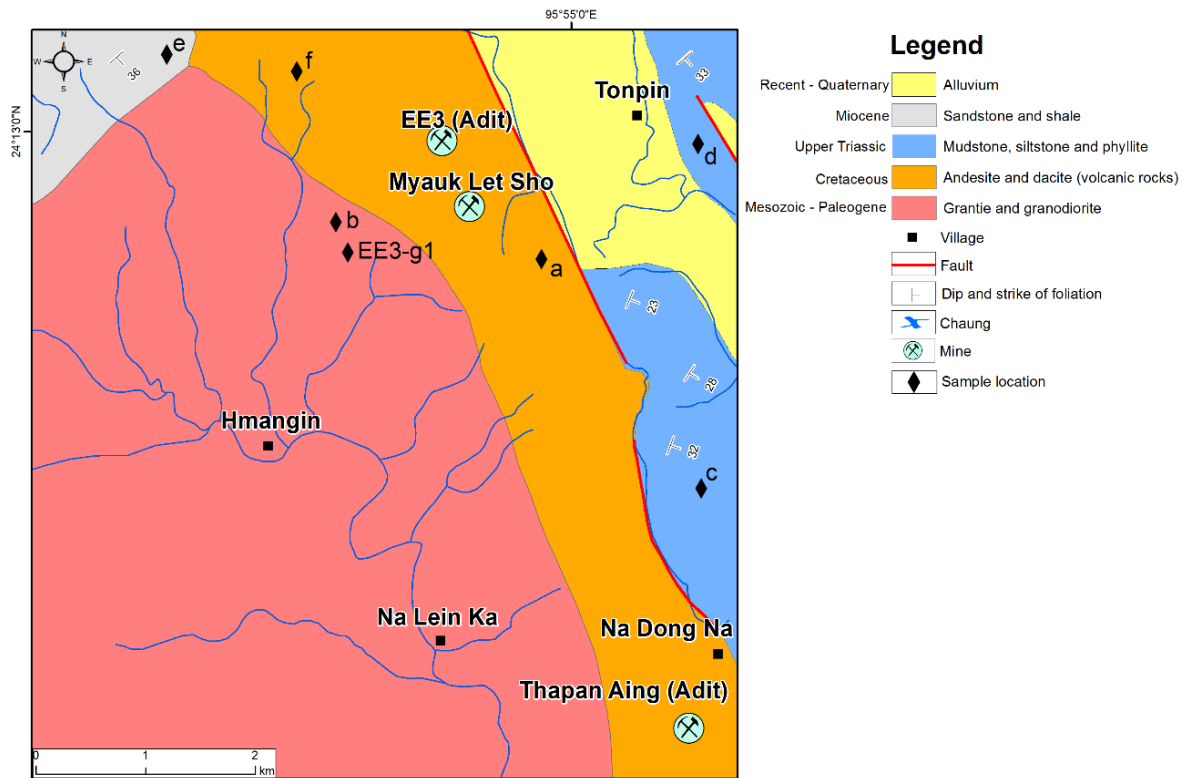 95°55'0"E
24°13'0"N
N
W
E
S
e
36
f
33
Tonpin
EE3 (Adit)
d
Myauk Let Sho
b
EE3-g1
a
23
28
Hmangin
32
c
Na Lein Ka
Na Dong Na
Thapan Aing (Adit)
0
1
2
km
Legend
Recent - Quaternary Alluvium
Miocene Sandstone and shale
Upper Triassic Mudstone, siltstone and phyllite
Cretaceous Andesite and dacite (volcanic rocks)
Mesozoic - Paleogene Grantie and granodiorite
Village
Fault
Dip and strike of foliation
Chaung
Mine
Sample location